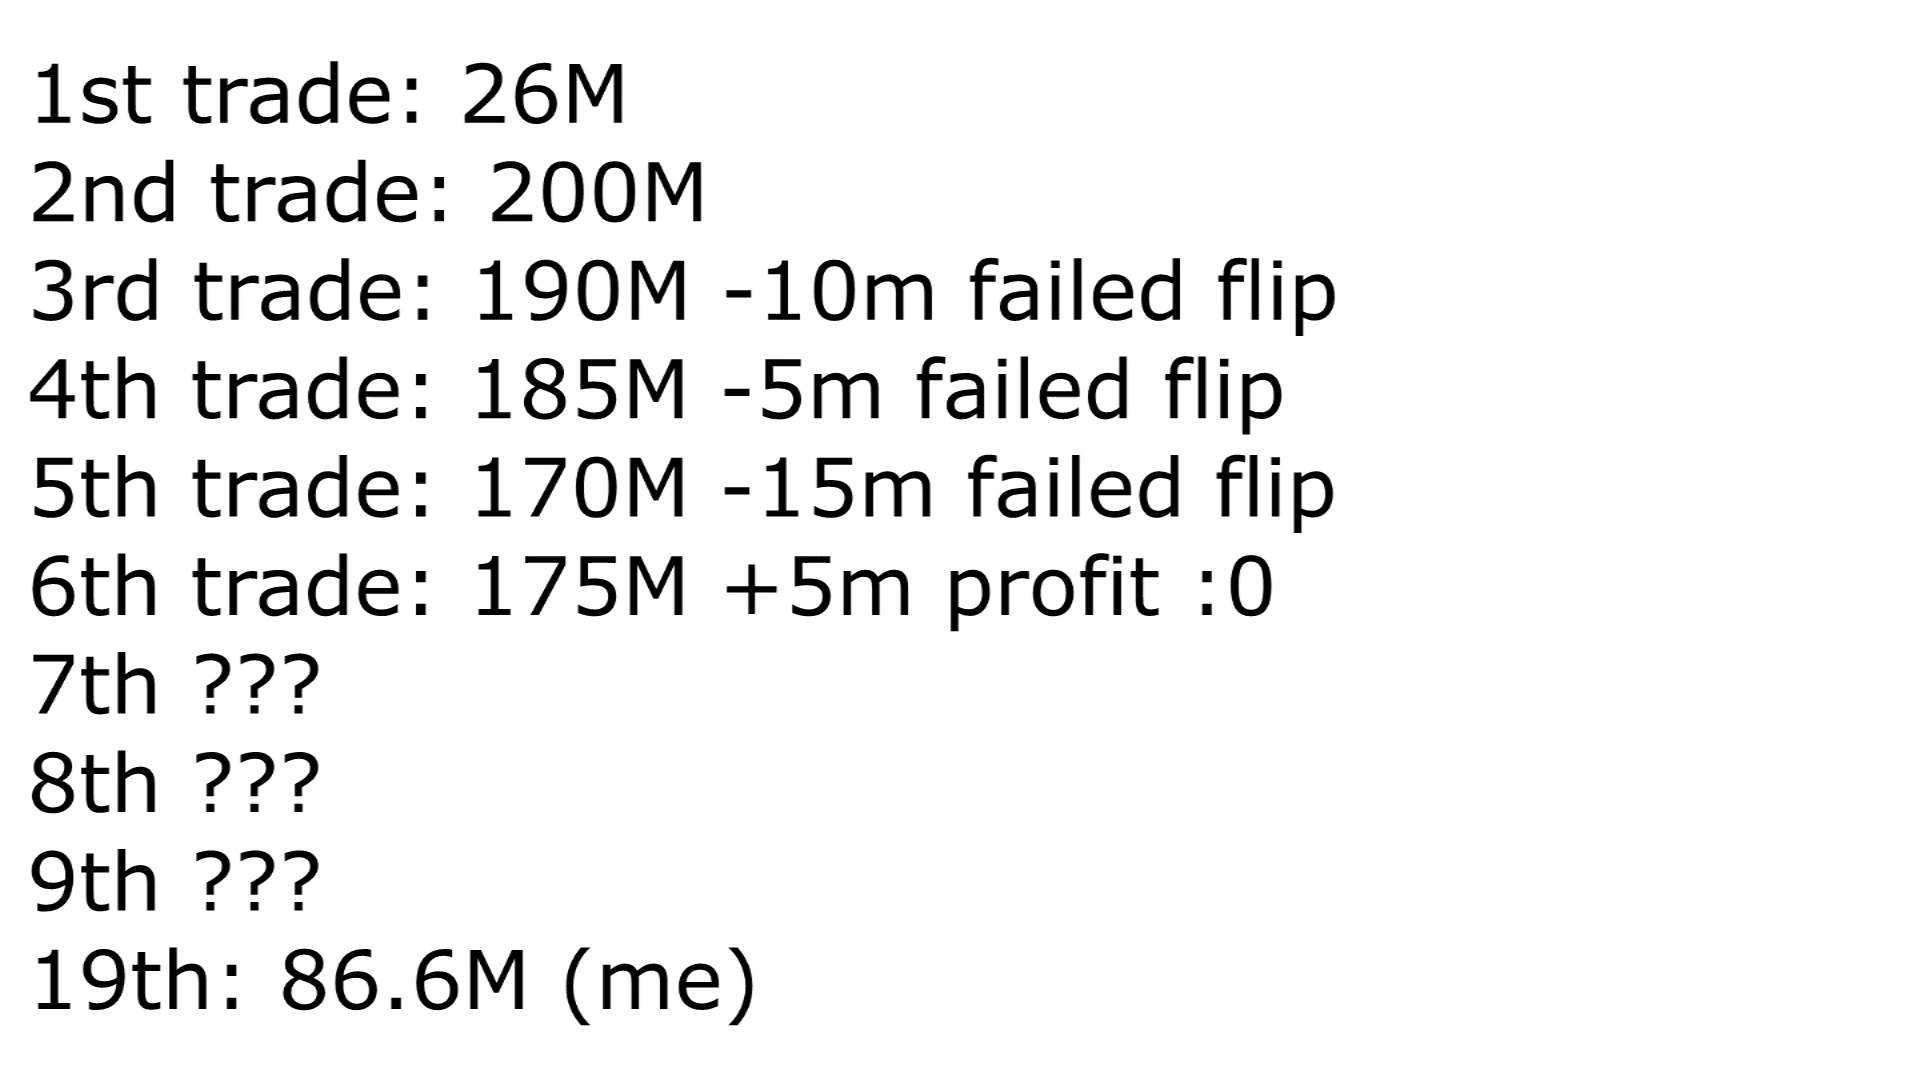 1st trade: 26M
2nd trade: 200M
3rd trade: 190M -10m failed flip
4th trade: 185M -5m failed flip
5th trade: 170M -15m failed flip
6th trade: 175M +5m profit :0
7th ???
8th ???
9th ???
19th: 86.6M (me)